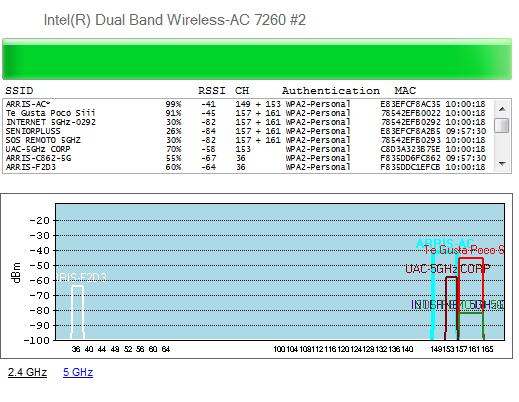 Intel(R) Dual Band Wireless-AC 7260 #2
SSID RSSI CH Authentication MAC
ARRIS-AC* 99% -41 149 + 153 WPA2-Personal E83EFCF8AC35 10:00:18
Te Gusta Poco Siii 91% -45 157 + 161 WPA2-Personal 78542EFB0022 10:00:18
INTERNET 5GHz-0292 30% -82 157 + 161 WPA2-Personal 78542EFB0292 10:00:18
SENIORPLUSS 26% -84 157 + 161 WPA2-Personal E83EFCF8A2B5 09:57:30
SOS REMOTO 5GHZ 30% -82 157 + 161 WPA2-Personal 78542EFB0293 10:00:18
UAC-5GHz CORP 70% -58 153 WPA2-Personal C8D3A323B75E 10:00:18
ARRIS-C862-5G 55% -67 36 WPA2-Personal F835DD6FC862 09:57:30
ARRIS-F2D3 60% -64 36 WPA2-Personal F835DDC1EFCB 10:00:18
dBm
-20
-30
-40
-50
-60
-70
-80
-90
-100
ARRIS-AC
Te Gusta Poco S
UAC-5GHz CORP
RRIS-F2D3
36 40 44 48 52 56 60 64 100 104 109 112 116 120 124 128 132 136 140 149 153 157 161 165
2.4 GHz 5 GHz